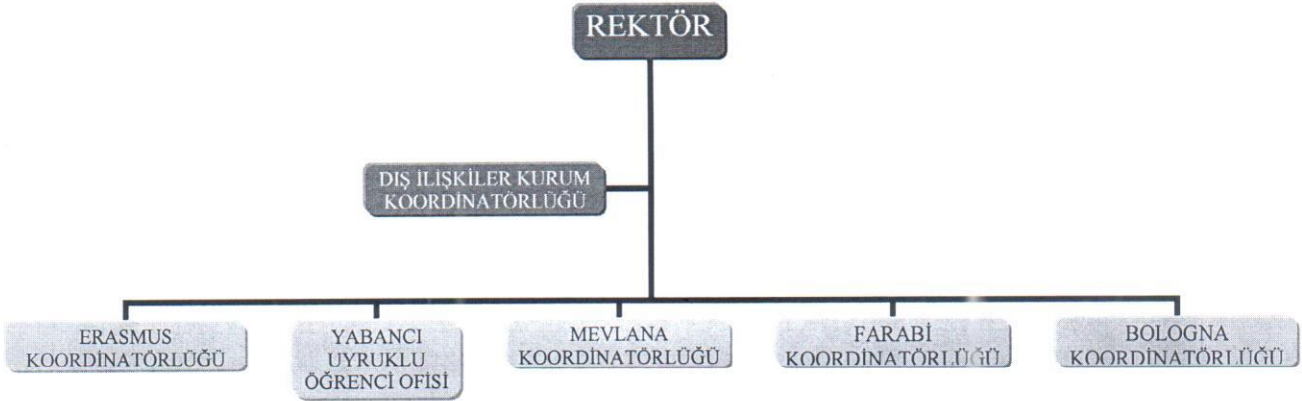 REKTÖR
DIŞ İLİŞKİLER KURUM
KOORDİNATÖRLÜĞÜ
ERASMUS
KOORDİNATÖRLÜĞÜ
YABANCI
UYRUKLU
ÖĞRENCİ OFİSİ
MEVLANA
KOORDİNATÖRLÜĞÜ
FARABİ
KOORDİNATÖRLÜĞÜ
BOLOGNA
KOORDİNATÖRLÜĞÜ